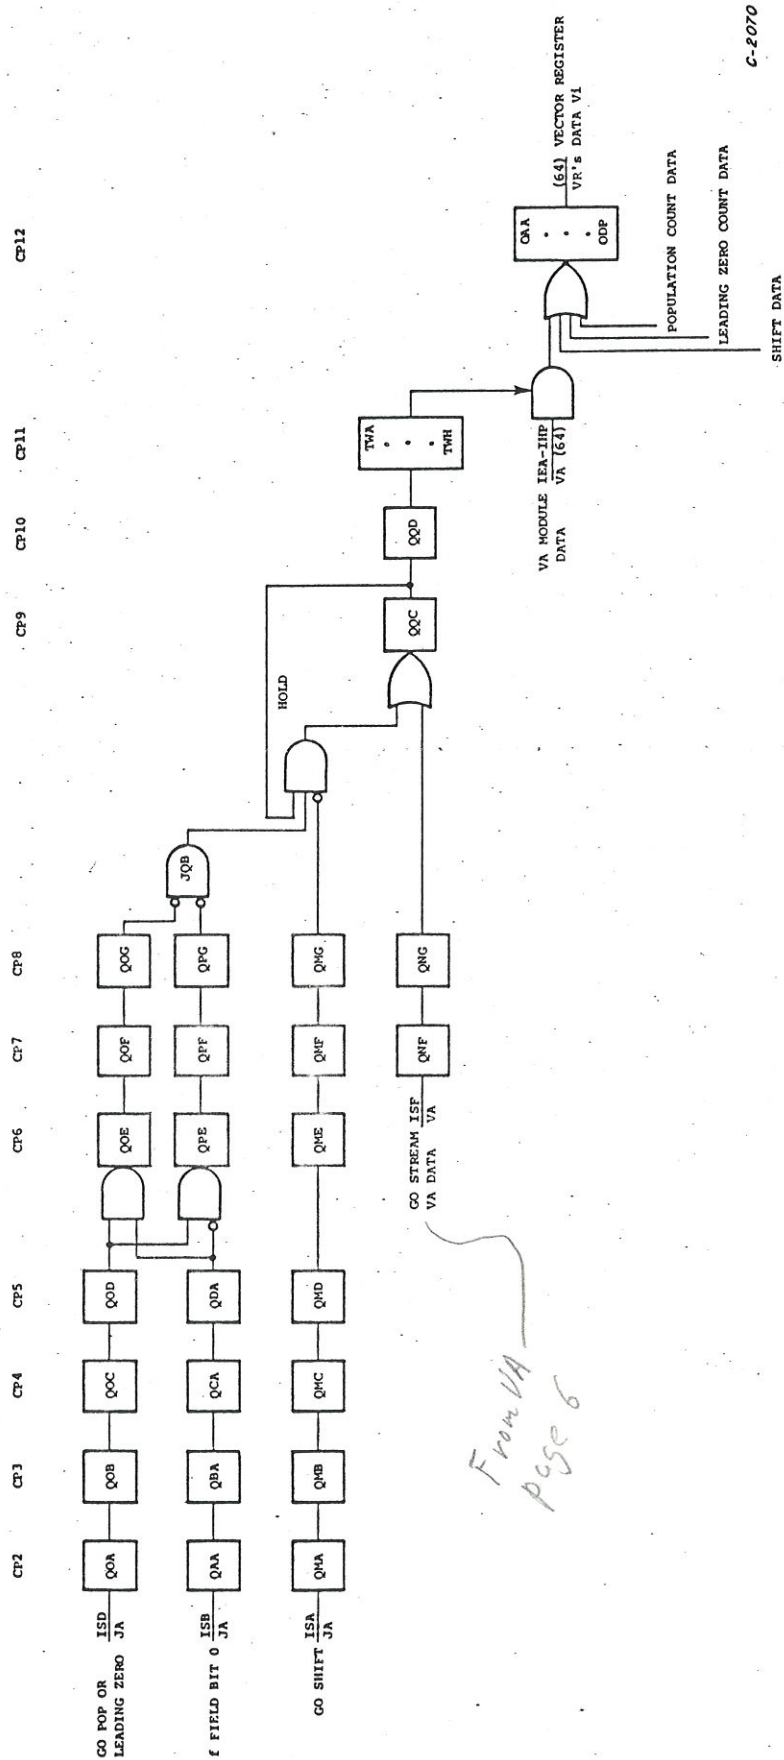 CP2
CP3
CP4
CP5
CP6
CP7
CP8
CP9
CP10
CP11
CP12
GO POP OR
LEADING ZERO
ISD
JA
QOA
QOB
QOC
QOD
QOE
QOF
QOG
f FIELD BIT 0
ISB
JA
QAA
QBA
QCA
QDA
QPE
QPF
QPG
JQB
GO SHIFT
ISA
JA
QMA
QMB
QMC
QMD
QME
QMF
QMG
HOLD
GO STREAM ISF
VA DATA VA
QNF
QNG
QQC
QQD
TWA
TWH
VA MODULE IEA-IHP
DATA VA (64)
QAA
ODP
(64) VECTOR REGISTER
VR's DATA Vi
POPULATION COUNT DATA
LEADING ZERO COUNT DATA
SHIFT DATA
From VA
page 6
C-2070